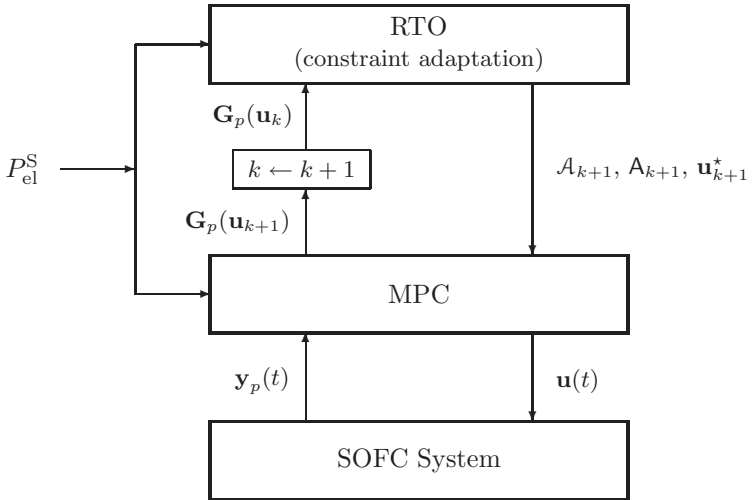 RTO
(constraint adaptation)
G_p(u_k)
P_el^S
k ← k + 1
𝒜_{k+1}, A_{k+1}, u^⋆_{k+1}
G_p(u_{k+1})
MPC
y_p(t)
u(t)
SOFC System